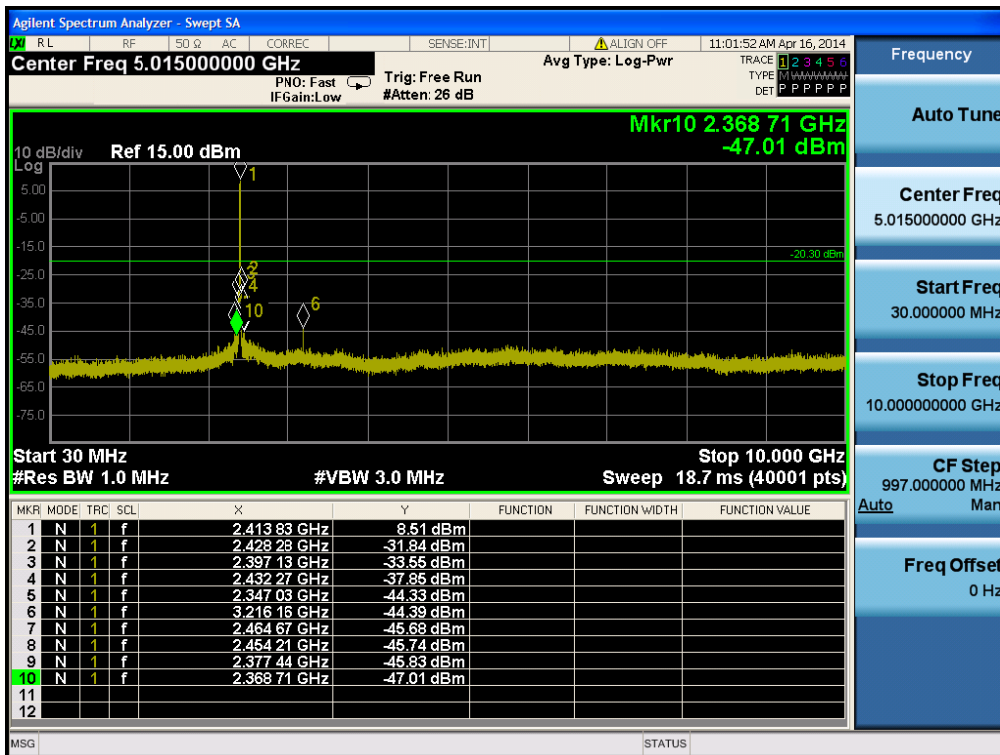 Agilent Spectrum Analyzer - Swept SA
LXI RL RF 50 Ω AC CORREC SENSE:INT ALIGN OFF 11:01:52 AM Apr 16, 2014
Center Freq 5.015000000 GHz
PNO: Fast
IFGain:Low
Trig: Free Run
#Atten: 26 dB
Avg Type: Log-Pwr
TRACE 1 2 3 4 5 6
TYPE M W W W W W
DET P P P P P P
Mkr10 2.368 71 GHz
-47.01 dBm
10 dB/div Ref 15.00 dBm
Log
5.00
-5.00
-15.0
-25.0
-35.0
-45.0
-55.0
-65.0
-75.0
-20.30 dBm
1
2
3
4
10
6
Start 30 MHz Stop 10.000 GHz
#Res BW 1.0 MHz #VBW 3.0 MHz Sweep 18.7 ms (40001 pts)
MKR MODE TRC SCL X Y FUNCTION FUNCTION WIDTH FUNCTION VALUE
1 N 1 f 2.413 83 GHz 8.51 dBm
2 N 1 f 2.428 28 GHz -31.84 dBm
3 N 1 f 2.397 13 GHz -33.55 dBm
4 N 1 f 2.432 27 GHz -37.85 dBm
5 N 1 f 2.347 03 GHz -44.33 dBm
6 N 1 f 3.216 16 GHz -44.39 dBm
7 N 1 f 2.464 67 GHz -45.68 dBm
8 N 1 f 2.454 21 GHz -45.74 dBm
9 N 1 f 2.377 44 GHz -45.83 dBm
10 N 1 f 2.368 71 GHz -47.01 dBm
11
12
MSG STATUS
Frequency
Auto Tune
Center Freq
5.015000000 GHz
Start Freq
30.000000 MHz
Stop Freq
10.000000000 GHz
CF Step
997.000000 MHz
Auto Man
Freq Offset
0 Hz